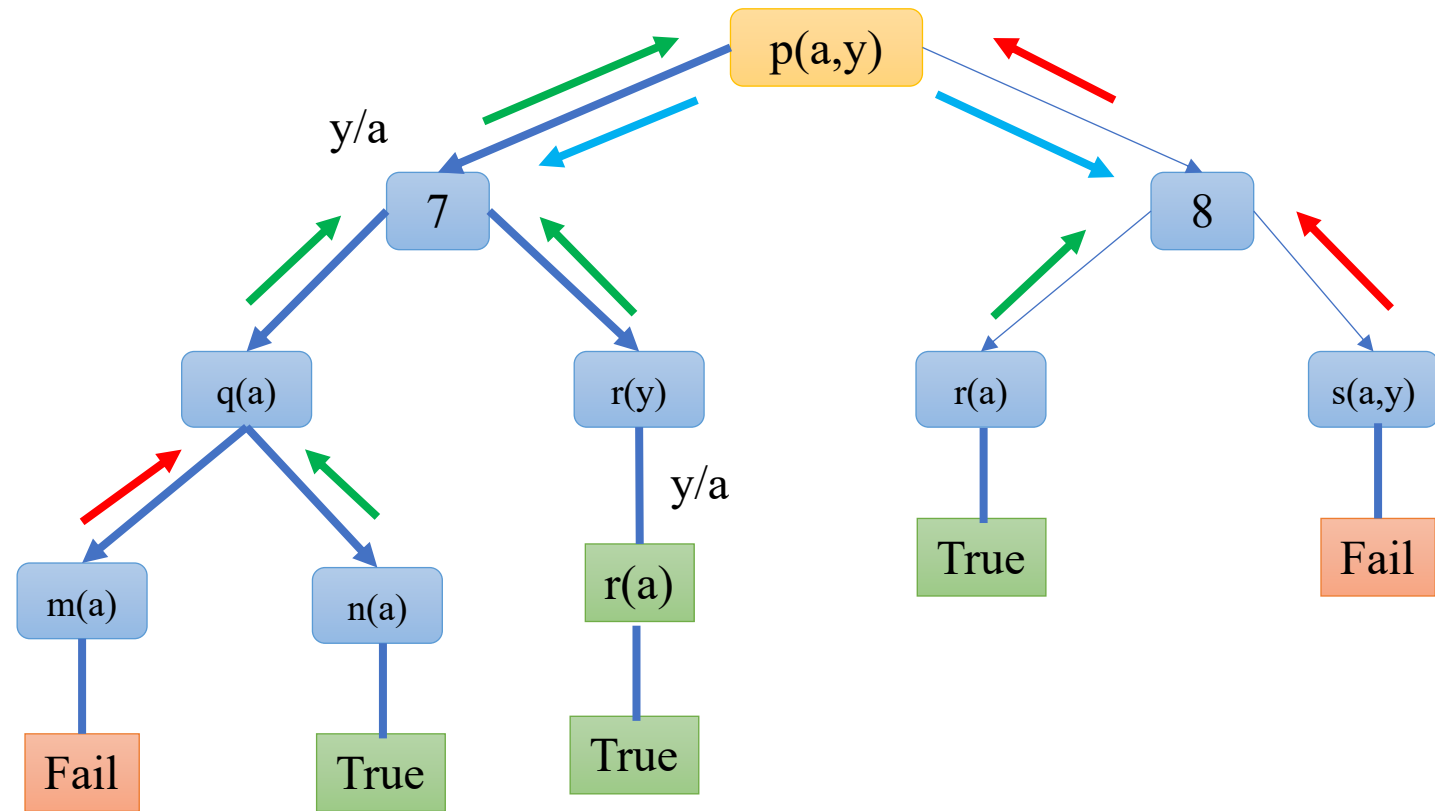 p(a,y)
y/a
7
8
q(a)
r(y)
r(a)
s(a,y)
y/a
m(a)
n(a)
r(a)
True
Fail
Fail
True
True